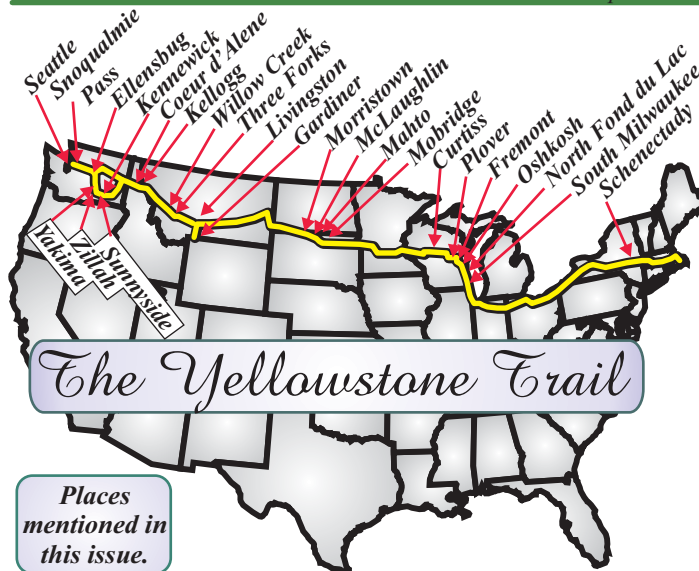 Seattle
Snoqualmie
Pass
Ellensbug
Kennewick
Coeur d'Alene
Kellogg
Willow Creek
Three Forks
Livingston
Gardiner
Morristown
McLaughlin
Mahto
Mobridge
Curtiss
Plover
Fremont
Oshkosh
North Fond du Lac
South Milwaukee
Schenectady
Yakima
Zillah
Sunnyside
The Yellowstone Trail
Places
mentioned in
this issue.